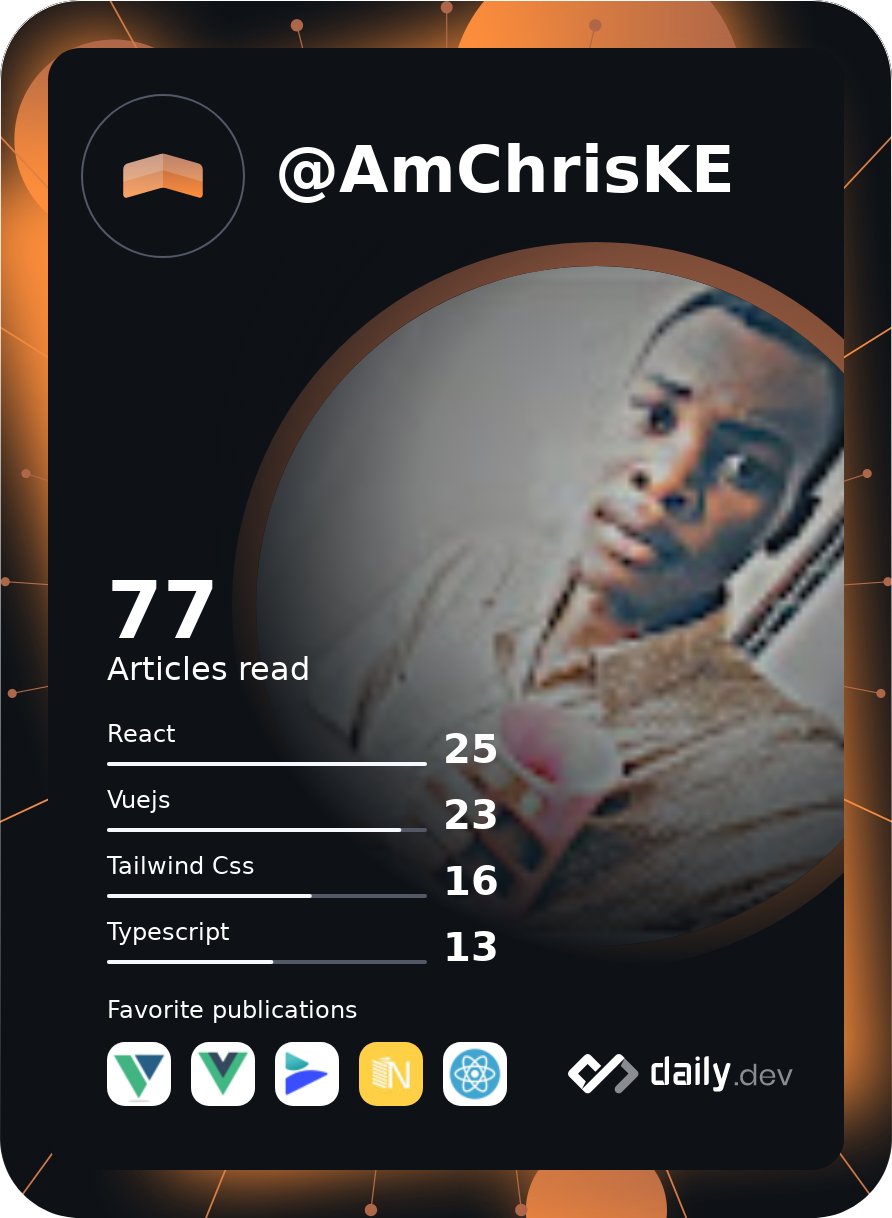 @AmChrisKE
77
Articles read
React 25
Vuejs 23
Tailwind Css 16
Typescript 13
Favorite publications
N
daily.dev